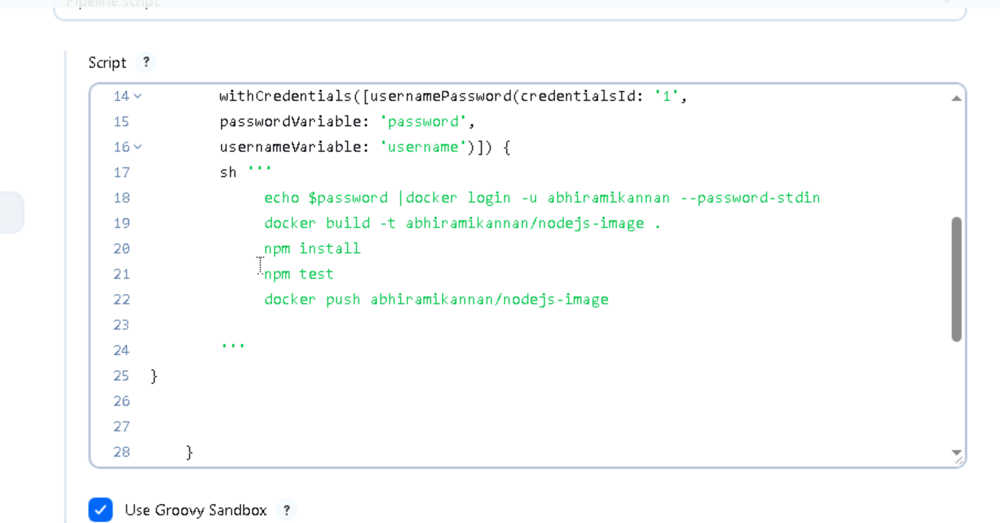 Pipeline script
Script ?
14 withCredentials([usernamePassword(credentialsId: '1',
15 passwordVariable: 'password',
16 usernameVariable: 'username')]) {
17 sh '''
18 echo $password |docker login -u abhiramikannan --password-stdin
19 docker build -t abhiramikannan/nodejs-image .
20 npm install
21 npm test
22 docker push abhiramikannan/nodejs-image
23
24 '''
25 }
26
27
28 }
Use Groovy Sandbox ?